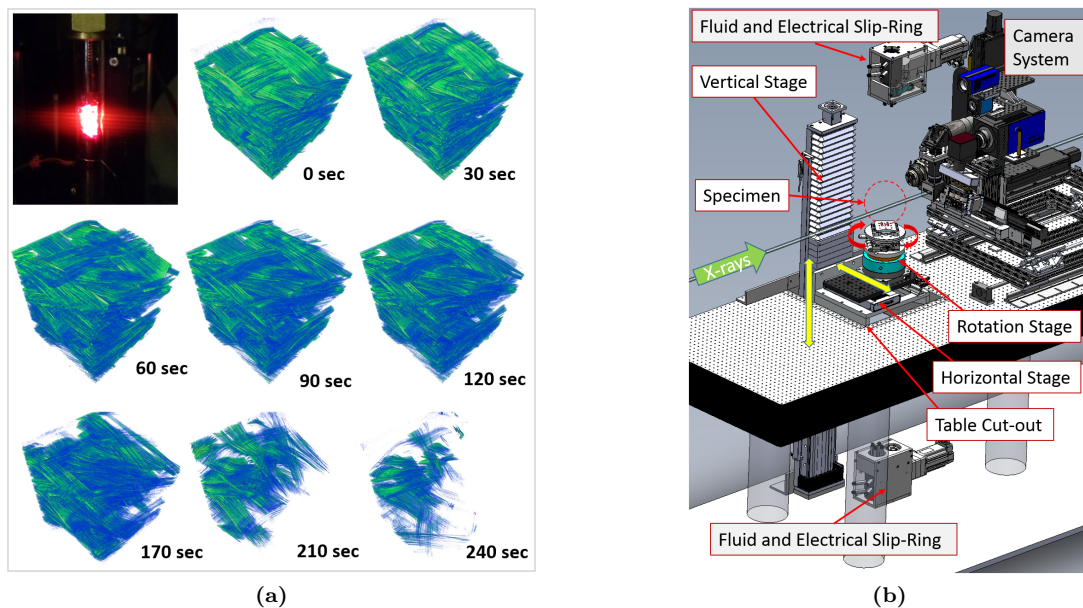 0 sec
30 sec
60 sec
90 sec
120 sec
170 sec
210 sec
240 sec
(a)
Fluid and Electrical Slip-Ring
Camera
System
Vertical Stage
Specimen
X-rays
Rotation Stage
Horizontal Stage
Table Cut-out
Fluid and Electrical Slip-Ring
(b)